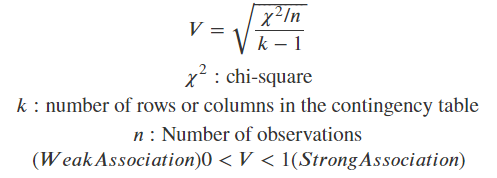 V = √((χ²/n)/(k − 1))
χ² : chi-square
k : number of rows or columns in the contingency table
n : Number of observations
(WeakAssociation)0 < V < 1(StrongAssociation)